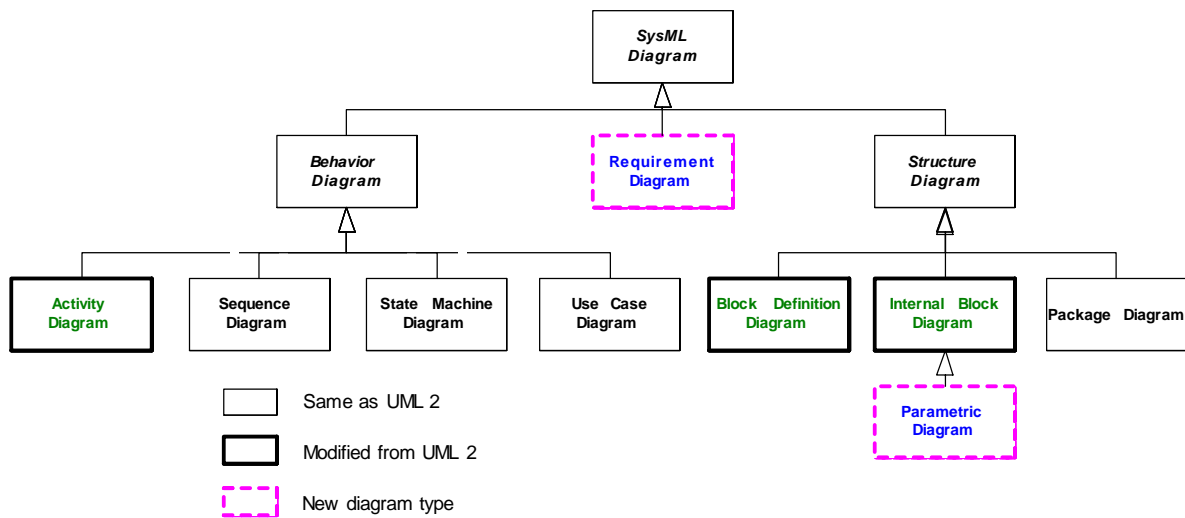 SysML
Diagram
Behavior
Diagram
Requirement
Diagram
Structure
Diagram
Activity
Diagram
Sequence
Diagram
State Machine
Diagram
Use Case
Diagram
Block Definition
Diagram
Internal Block
Diagram
Package Diagram
Parametric
Diagram
Same as UML 2
Modified from UML 2
New diagram type